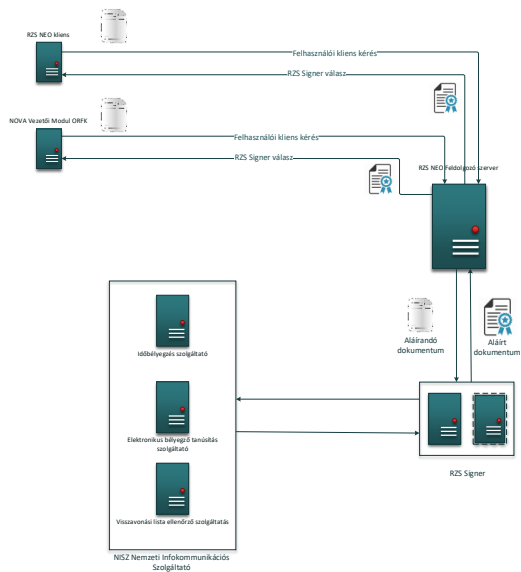 RZS NEO kliens
Felhasználói kliens kérés
RZS Signer válasz
NOVA Vezetői Modul ORFK
Felhasználói kliens kérés
RZS Signer válasz
RZS NEO Feldolgozó szerver
Aláírandó
dokumentum
Aláírt
dokumentum
Időbélyegzés szolgáltató
Elektronikus bélyegző tanúsítás
szolgáltató
Visszavonási lista ellenőrző szolgáltatás
RZS Signer
NISZ Nemzeti Infokommunikációs
Szolgáltató